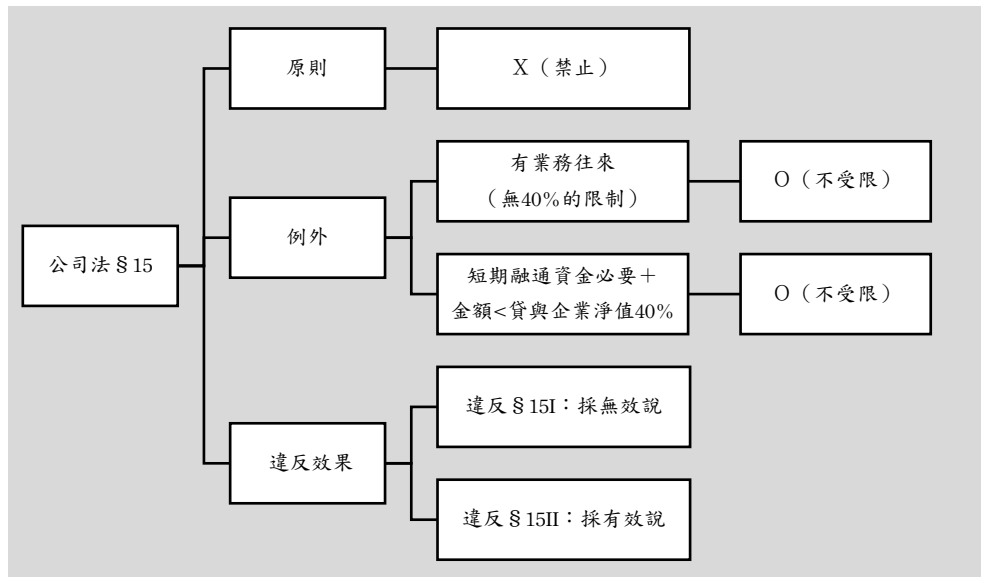 原則
X（禁止）
有業務往來
（無40%的限制）
O（不受限）
例外
公司法§15
短期融通資金必要＋
金額<貸與企業淨值40%
O（不受限）
違反§15I：採無效說
違反效果
違反§15II：採有效說